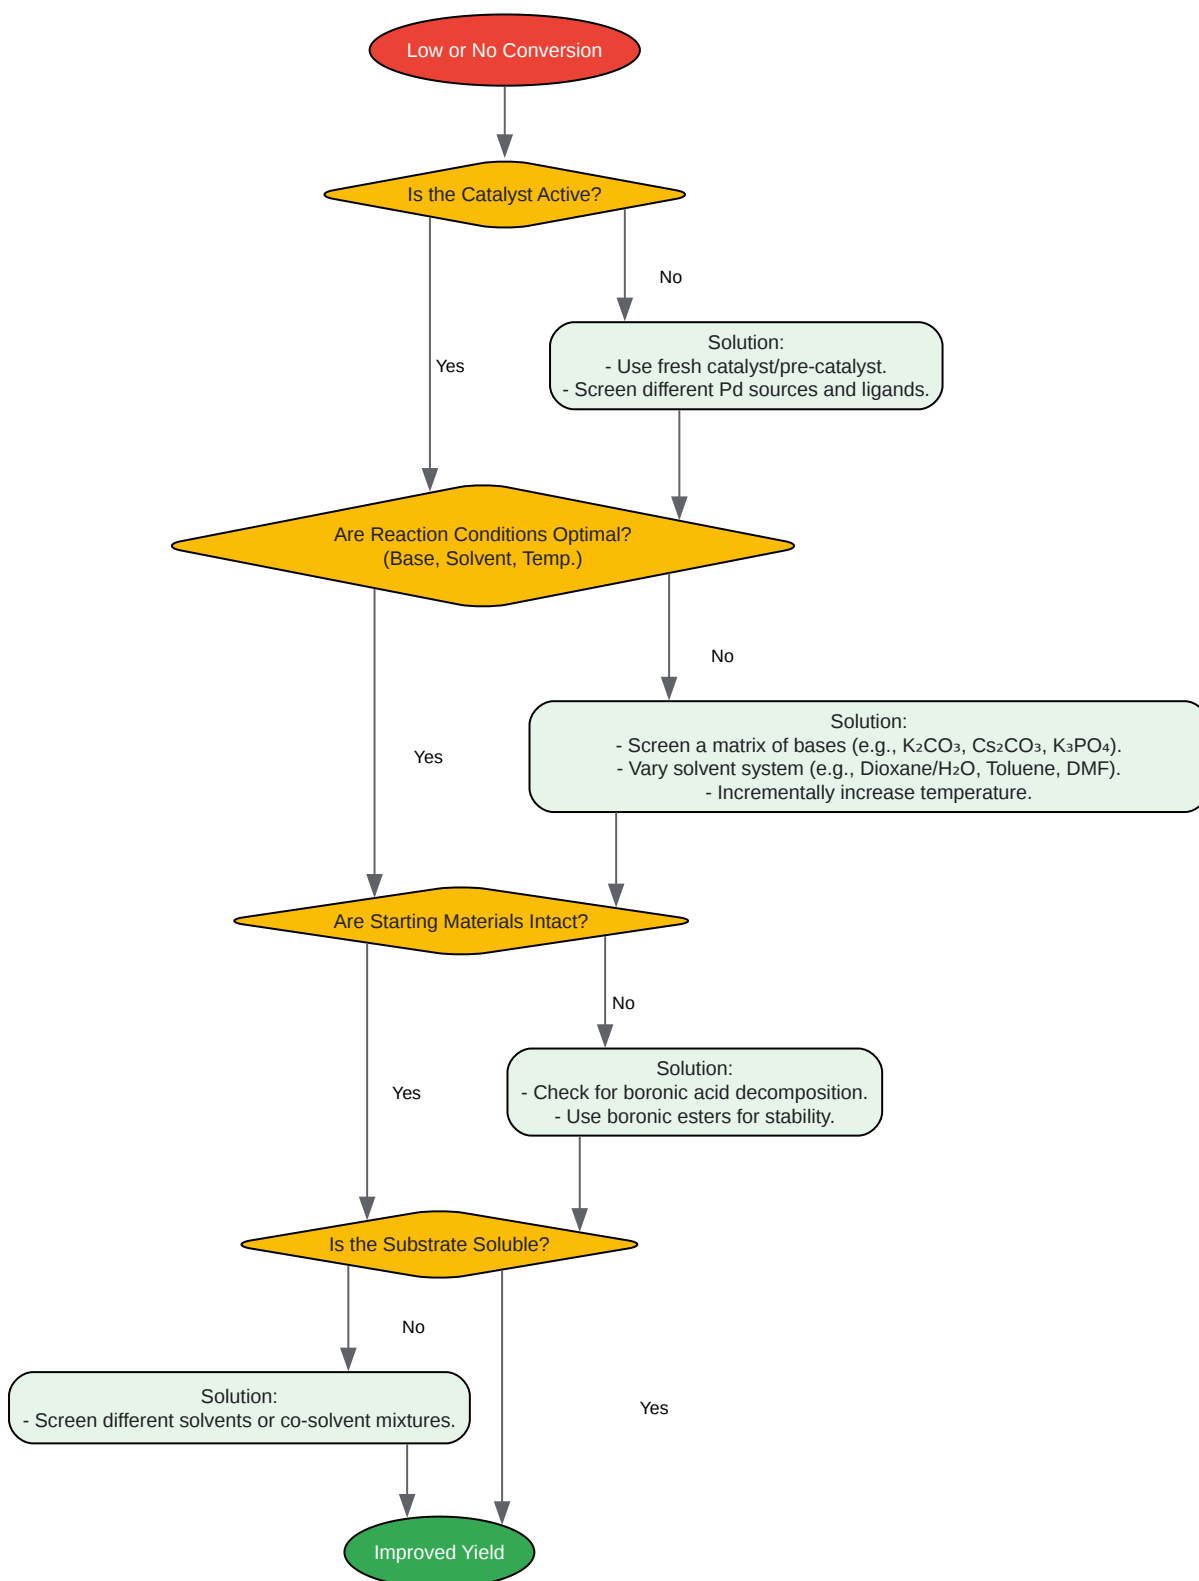 Low or No Conversion
Is the Catalyst Active?
No
Solution:
- Use fresh catalyst/pre-catalyst.
- Screen different Pd sources and ligands.
Yes
Are Reaction Conditions Optimal?
(Base, Solvent, Temp.)
No
Solution:
- Screen a matrix of bases (e.g., K₂CO₃, Cs₂CO₃, K₃PO₄).
- Vary solvent system (e.g., Dioxane/H₂O, Toluene, DMF).
- Incrementally increase temperature.
Yes
Are Starting Materials Intact?
No
Solution:
- Check for boronic acid decomposition.
- Use boronic esters for stability.
Yes
Is the Substrate Soluble?
No
Solution:
- Screen different solvents or co-solvent mixtures.
Yes
Improved Yield